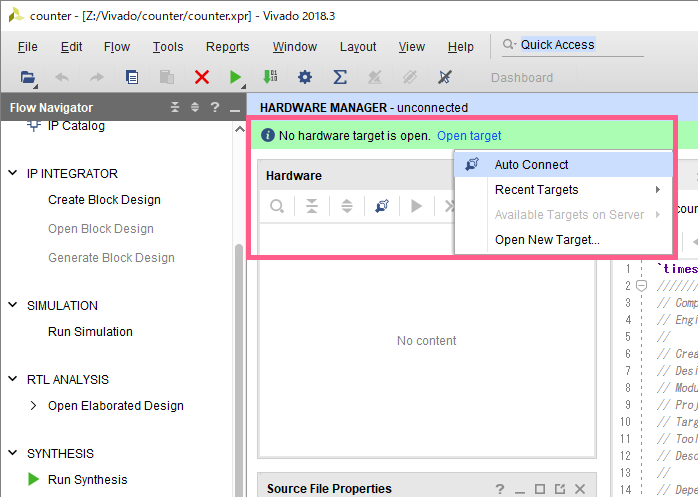 counter - [Z:/Vivado/counter/counter.xpr] - Vivado 2018.3
File Edit Flow Tools Reports Window Layout View Help Quick Access
Dashboard
Flow Navigator
IP Catalog
IP INTEGRATOR
Create Block Design
Open Block Design
Generate Block Design
SIMULATION
Run Simulation
RTL ANALYSIS
Open Elaborated Design
SYNTHESIS
Run Synthesis
HARDWARE MANAGER - unconnected
No hardware target is open. Open target
Hardware
No content
Auto Connect
Recent Targets
Available Targets on Server
Open New Target...
Source File Properties
cour
1 `times
2 ///////
3 // Comp
4 // Engi
5 //
6 // Crea
7 // Desi
8 // Modu
9 // Proj
10 // Targ
11 // Tool
12 // Desc
13 //
14 // Depe